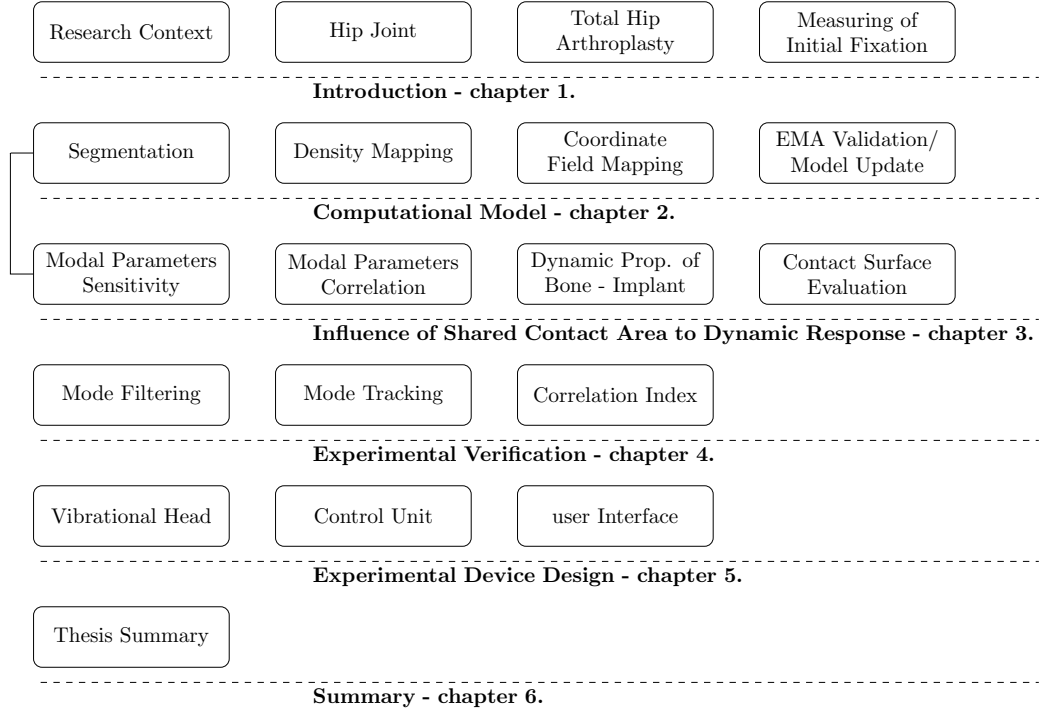 Research Context
Hip Joint
Total Hip
Arthroplasty
Measuring of
Initial Fixation
Introduction - chapter 1.
Segmentation
Density Mapping
Coordinate
Field Mapping
EMA Validation/
Model Update
Computational Model - chapter 2.
Modal Parameters
Sensitivity
Modal Parameters
Correlation
Dynamic Prop. of
Bone - Implant
Contact Surface
Evaluation
Influence of Shared Contact Area to Dynamic Response - chapter 3.
Mode Filtering
Mode Tracking
Correlation Index
Experimental Verification - chapter 4.
Vibrational Head
Control Unit
user Interface
Experimental Device Design - chapter 5.
Thesis Summary
Summary - chapter 6.